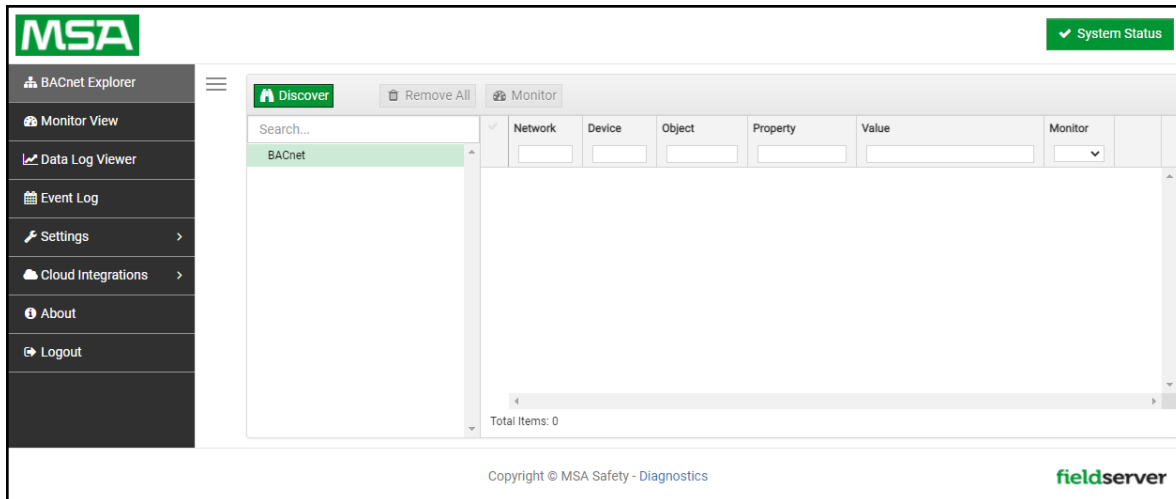 MSA
System Status
BACnet Explorer
Monitor View
Data Log Viewer
Event Log
Settings
Cloud Integrations
About
Logout
Discover
Remove All
Monitor
Search...
BACnet
Network Device Object Property Value Monitor
Total Items: 0
Copyright © MSA Safety - Diagnostics
fieldserver